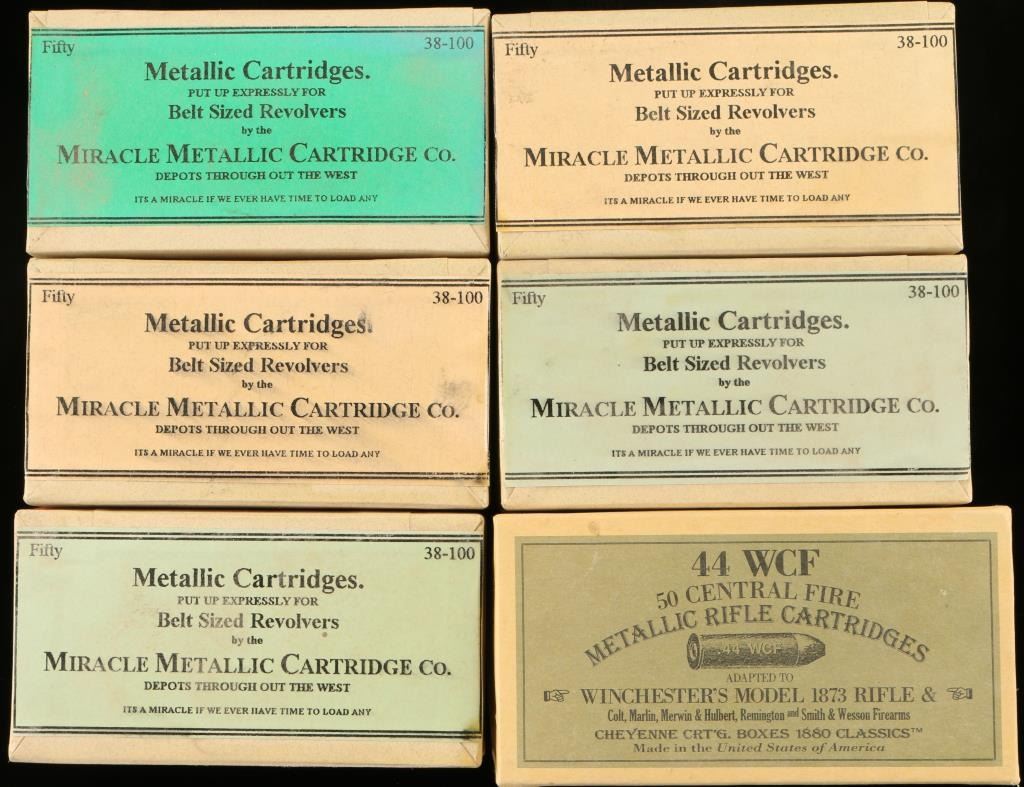 Fifty 38-100
Metallic Cartridges.
PUT UP EXPRESSLY FOR
Belt Sized Revolvers
by the
MIRACLE METALLIC CARTRIDGE CO.
DEPOTS THROUGH OUT THE WEST
ITS A MIRACLE IF WE EVER HAVE TIME TO LOAD ANY
Fifty 38-100
Metallic Cartridges.
PUT UP EXPRESSLY FOR
Belt Sized Revolvers
by the
MIRACLE METALLIC CARTRIDGE CO.
DEPOTS THROUGH OUT THE WEST
ITS A MIRACLE IF WE EVER HAVE TIME TO LOAD ANY
Fifty 38-100
Metallic Cartridges.
PUT UP EXPRESSLY FOR
Belt Sized Revolvers
by the
MIRACLE METALLIC CARTRIDGE CO.
DEPOTS THROUGH OUT THE WEST
ITS A MIRACLE IF WE EVER HAVE TIME TO LOAD ANY
Fifty 38-100
Metallic Cartridges.
PUT UP EXPRESSLY FOR
Belt Sized Revolvers
by the
MIRACLE METALLIC CARTRIDGE CO.
DEPOTS THROUGH OUT THE WEST
ITS A MIRACLE IF WE EVER HAVE TIME TO LOAD ANY
Fifty 38-100
Metallic Cartridges.
PUT UP EXPRESSLY FOR
Belt Sized Revolvers
by the
MIRACLE METALLIC CARTRIDGE CO.
DEPOTS THROUGH OUT THE WEST
ITS A MIRACLE IF WE EVER HAVE TIME TO LOAD ANY
44 WCF
50 CENTRAL FIRE
METALLIC RIFLE CARTRIDGES
.44 WCF
ADAPTED TO
WINCHESTER'S MODEL 1873 RIFLE &
Colt, Marlin, Merwin & Hulbert, Remington and Smith & Wesson Firearms
CHEYENNE CRT'G. BOXES 1880 CLASSICS™
Made in the United States of America